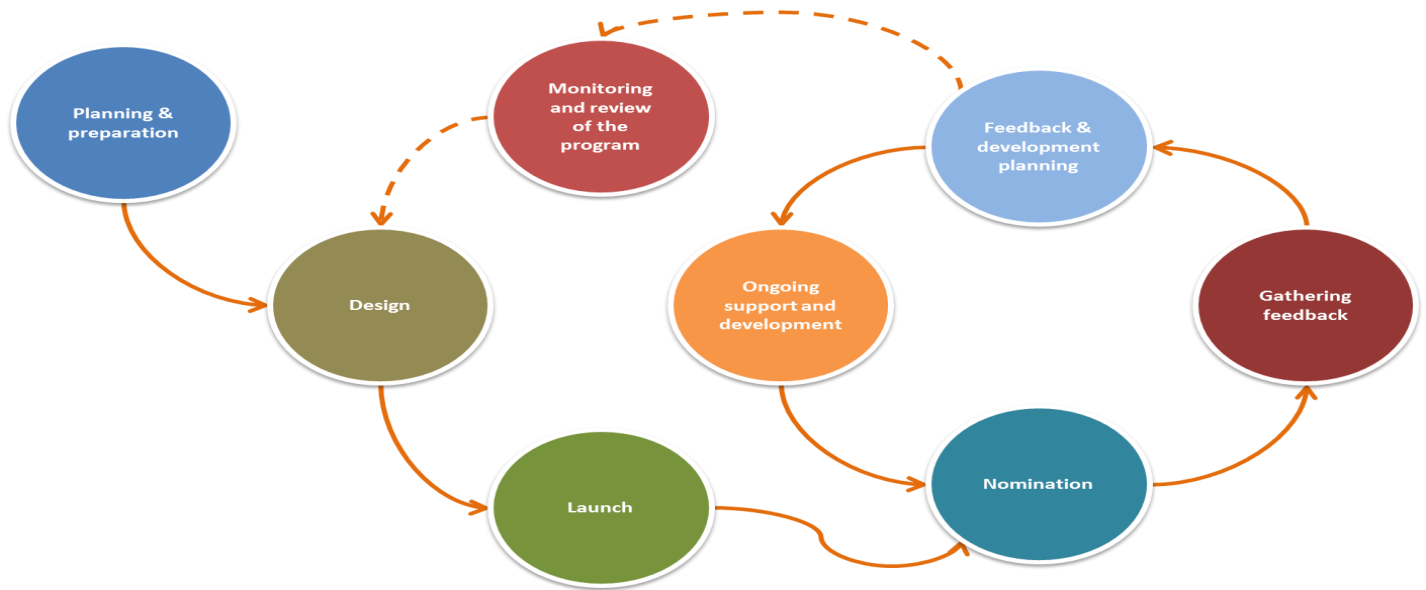 Planning &
preparation
Monitoring
and review
of the
program
Feedback &
development
planning
Design
Ongoing
support and
development
Gathering
feedback
Launch
Nomination